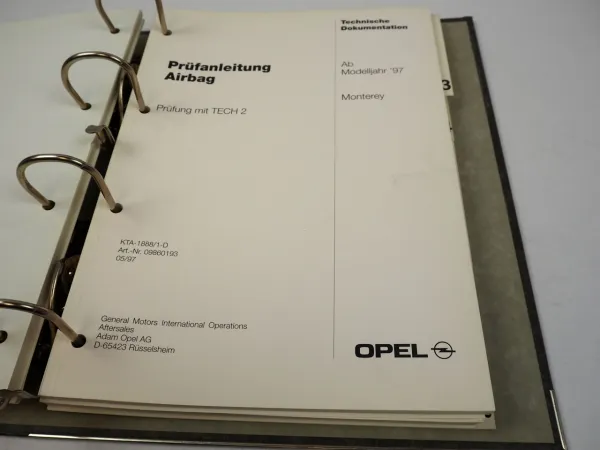 Technische
Dokumentation
Prüfanleitung
Airbag
Ab
Modelljahr '97
Monterey
Prüfung mit TECH 2
KTA-1888/1-D
Art.-Nr. 09860193
05/97
General Motors International Operations
Aftersales
Adam Opel AG
D-65423 Rüsselsheim
OPEL
3